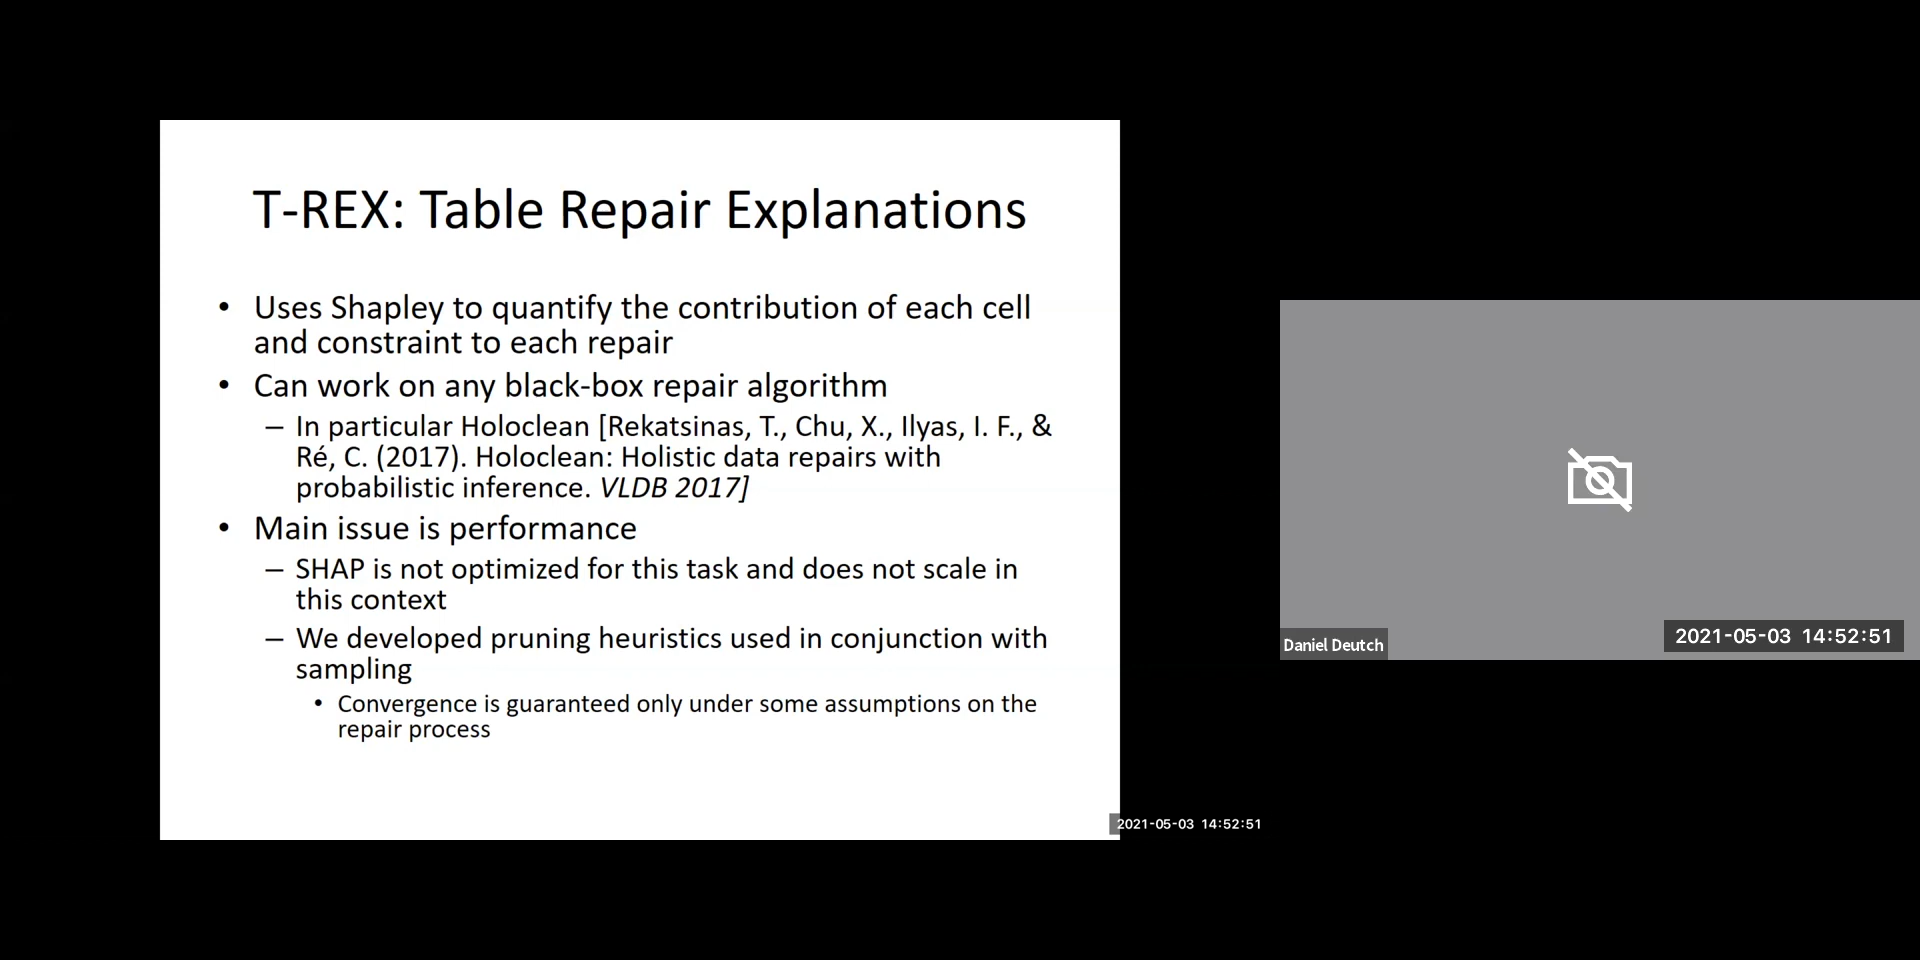 T-REX: Table Repair Explanations
• Uses Shapley to quantify the contribution of each cell
and constraint to each repair
• Can work on any black-box repair algorithm
– In particular Holoclean [Rekatsinas, T., Chu, X., Ilyas, I. F., &
Ré, C. (2017). Holoclean: Holistic data repairs with
probabilistic inference. VLDB 2017]
• Main issue is performance
– SHAP is not optimized for this task and does not scale in
this context
– We developed pruning heuristics used in conjunction with
sampling
• Convergence is guaranteed only under some assumptions on the
repair process
2021-05-03 14:52:51
Daniel Deutch
2021-05-03 14:52:51